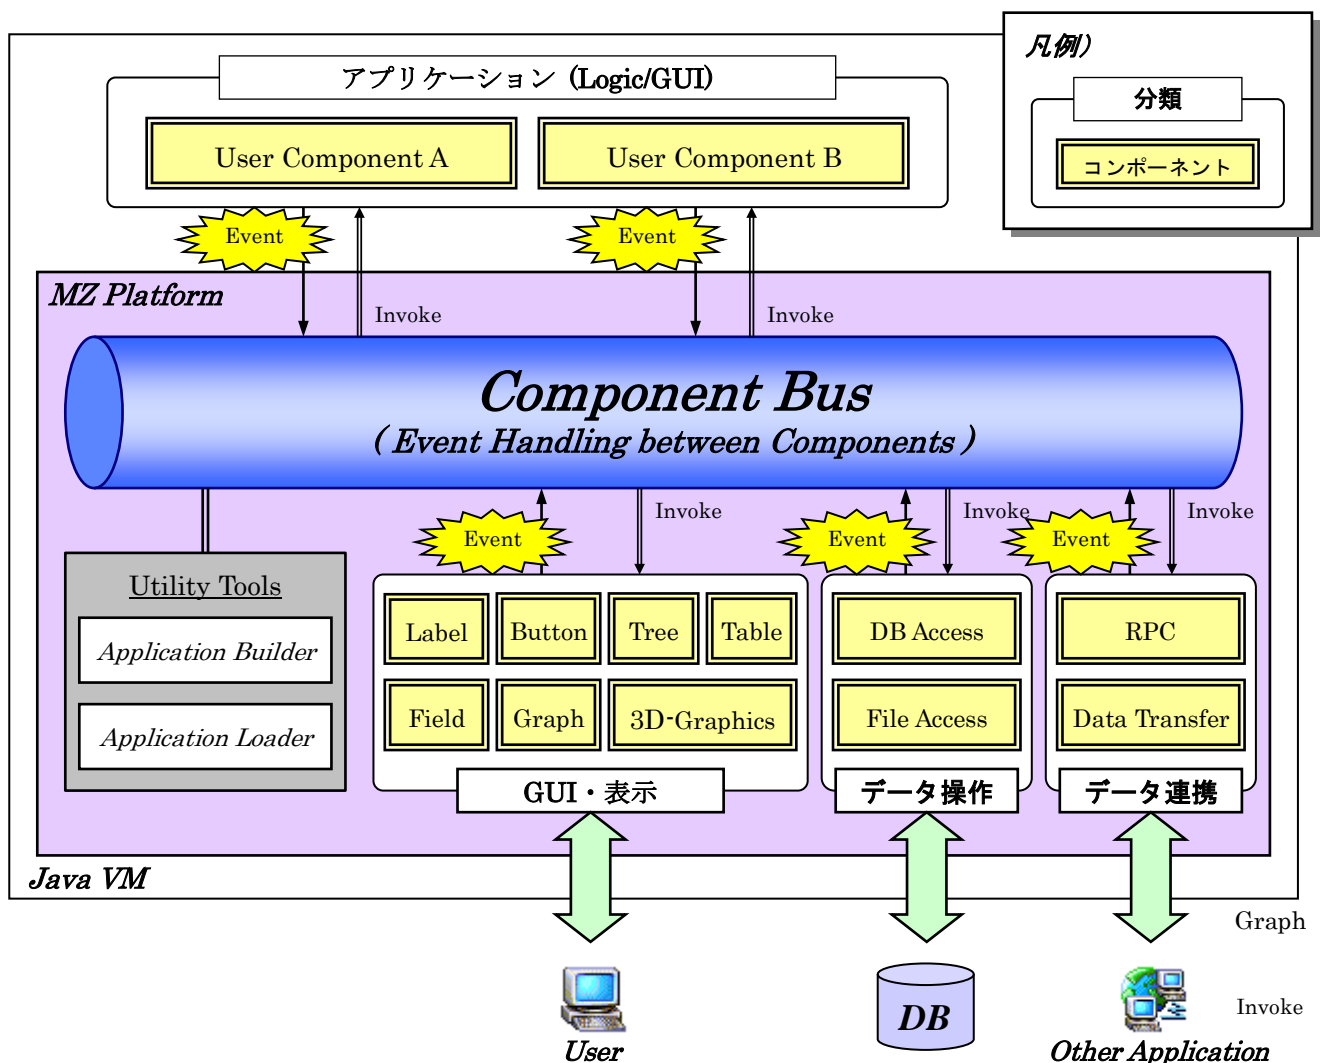 凡例）
分類
コンポーネント
アプリケーション (Logic/GUI)
User Component A
User Component B
Event
Event
MZ Platform
Invoke
Invoke
Component Bus
( Event Handling between Components )
Invoke
Invoke
Invoke
Event
Event
Event
Utility Tools
Application Builder
Application Loader
Label
Button
Tree
Table
DB Access
RPC
Field
Graph
3D-Graphics
File Access
Data Transfer
GUI・表示
データ操作
データ連携
Java VM
Graph
DB
Invoke
User
Other Application